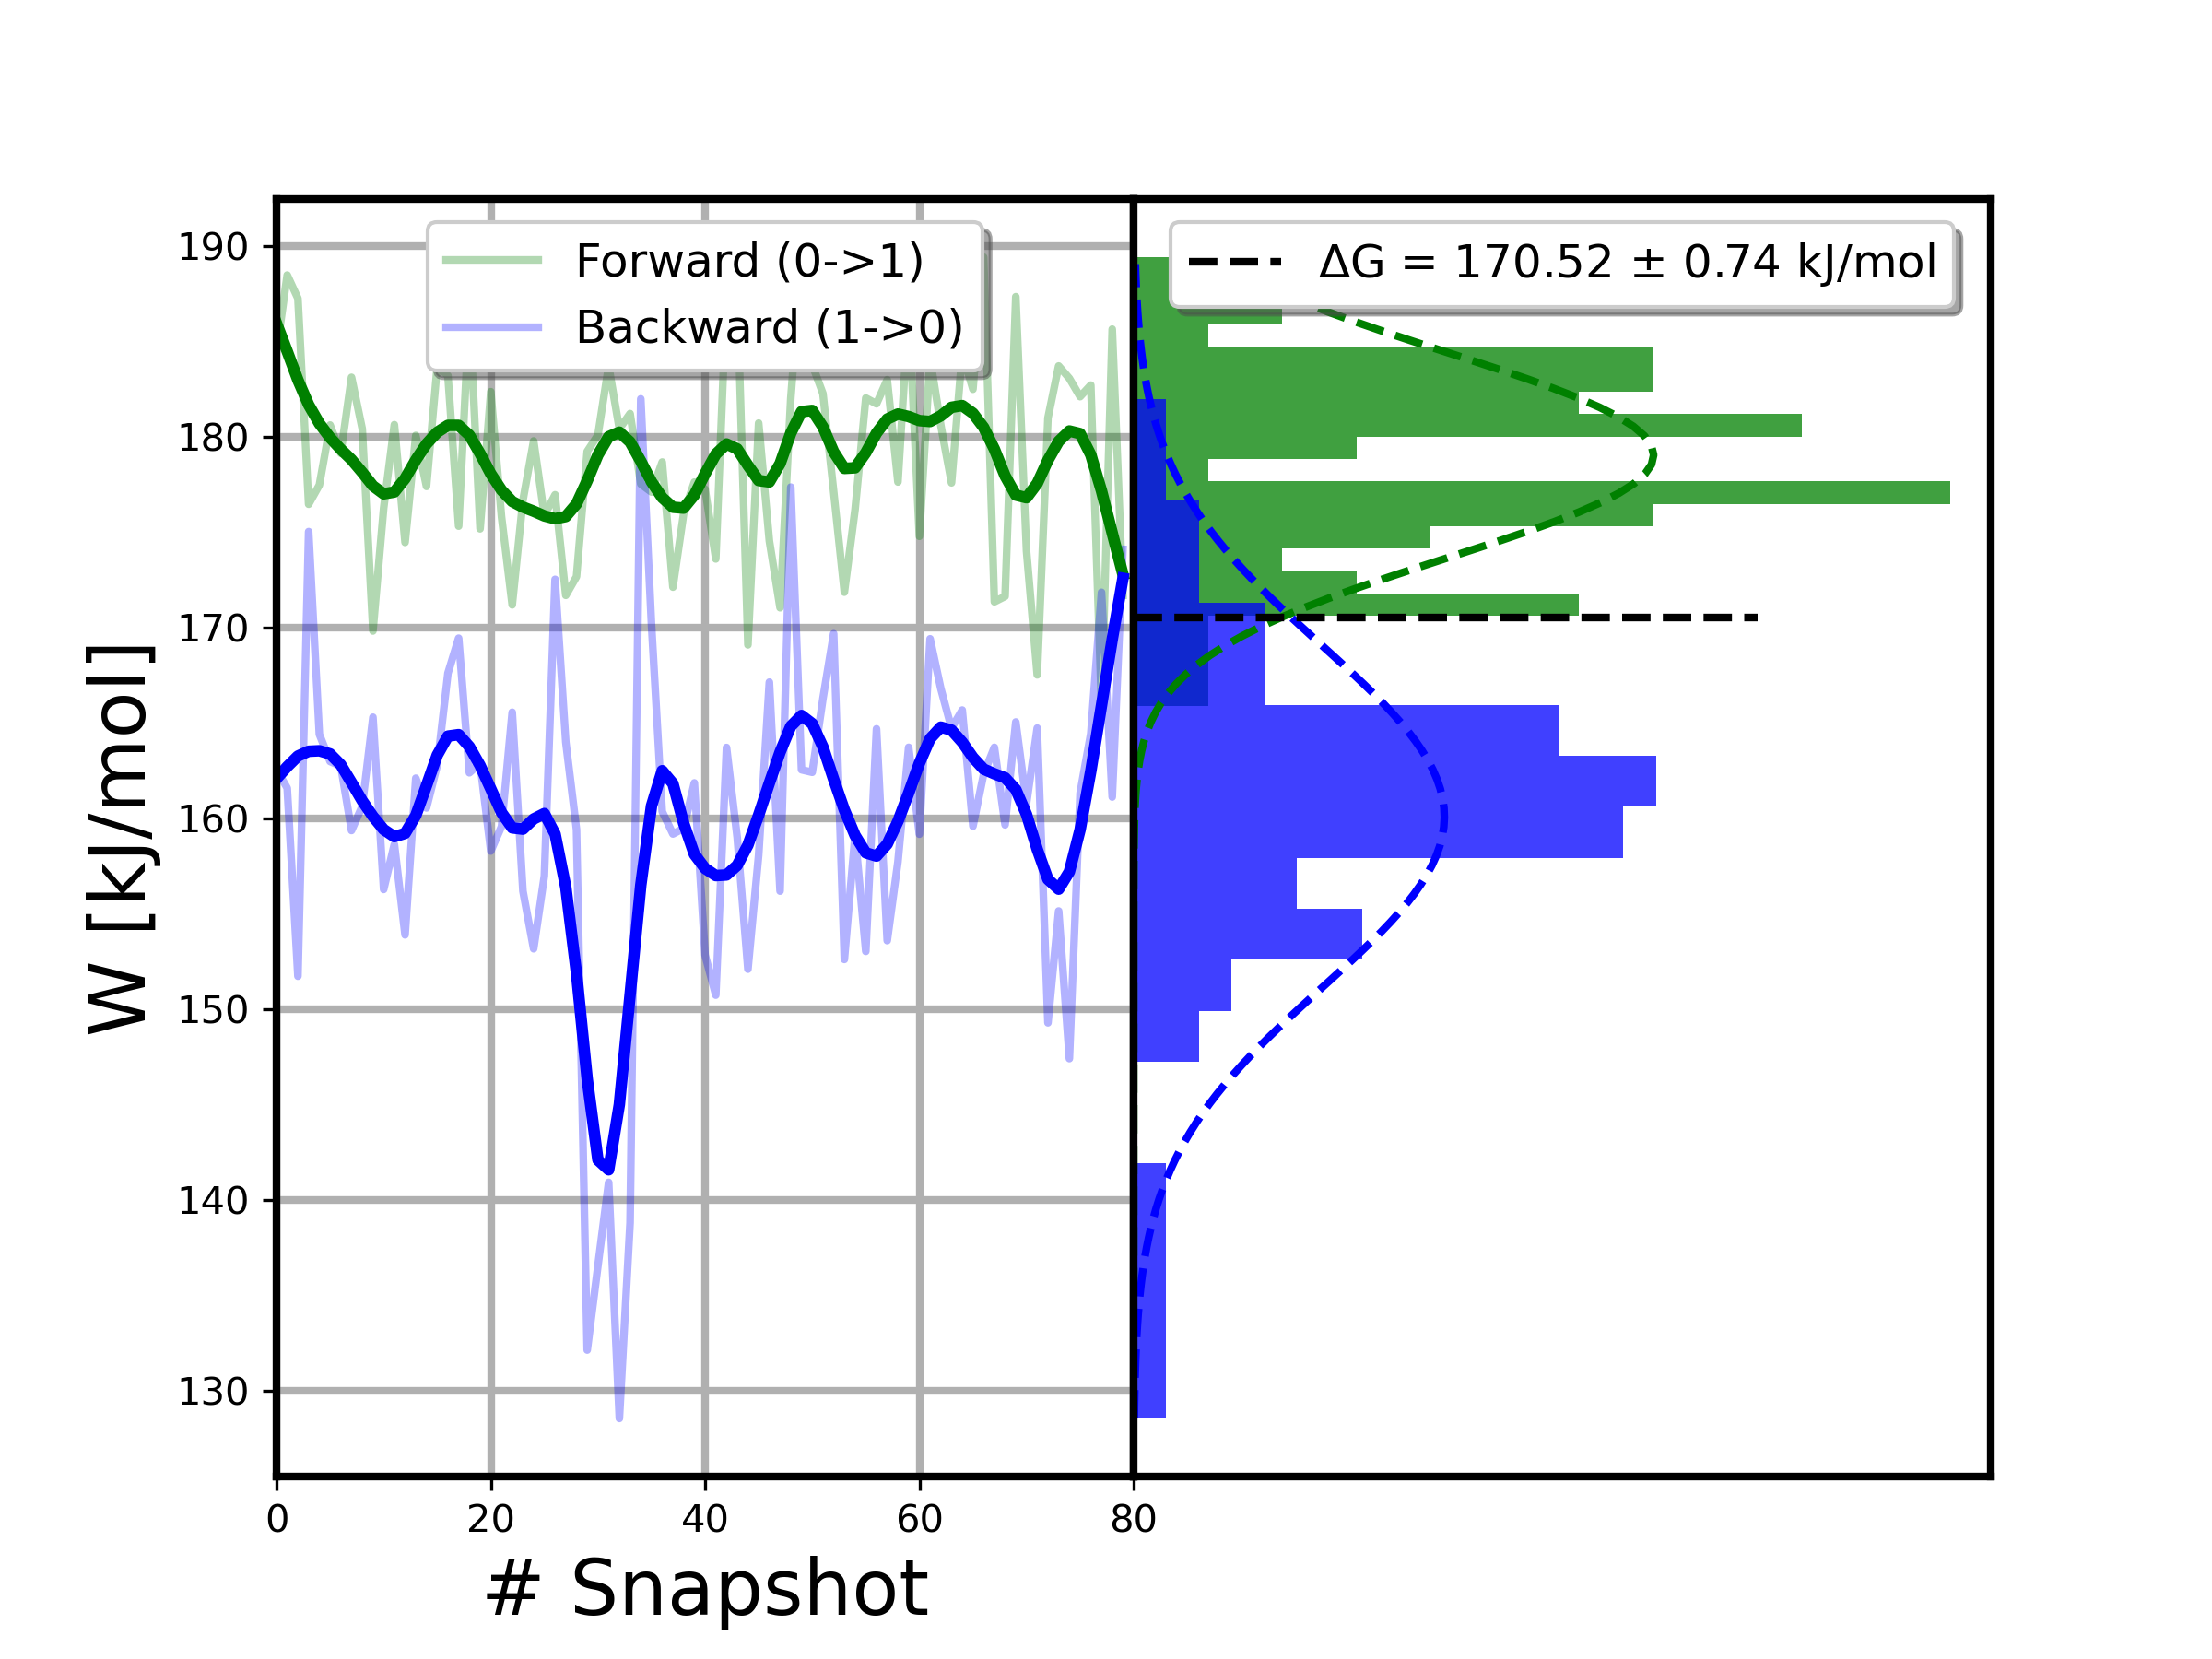 Forward (0->1)
Backward (1->0)
ΔG = 170.52 ± 0.74 kJ/mol
W [kJ/mol]
190
180
170
160
150
140
130
0 20 40 60 80
# Snapshot